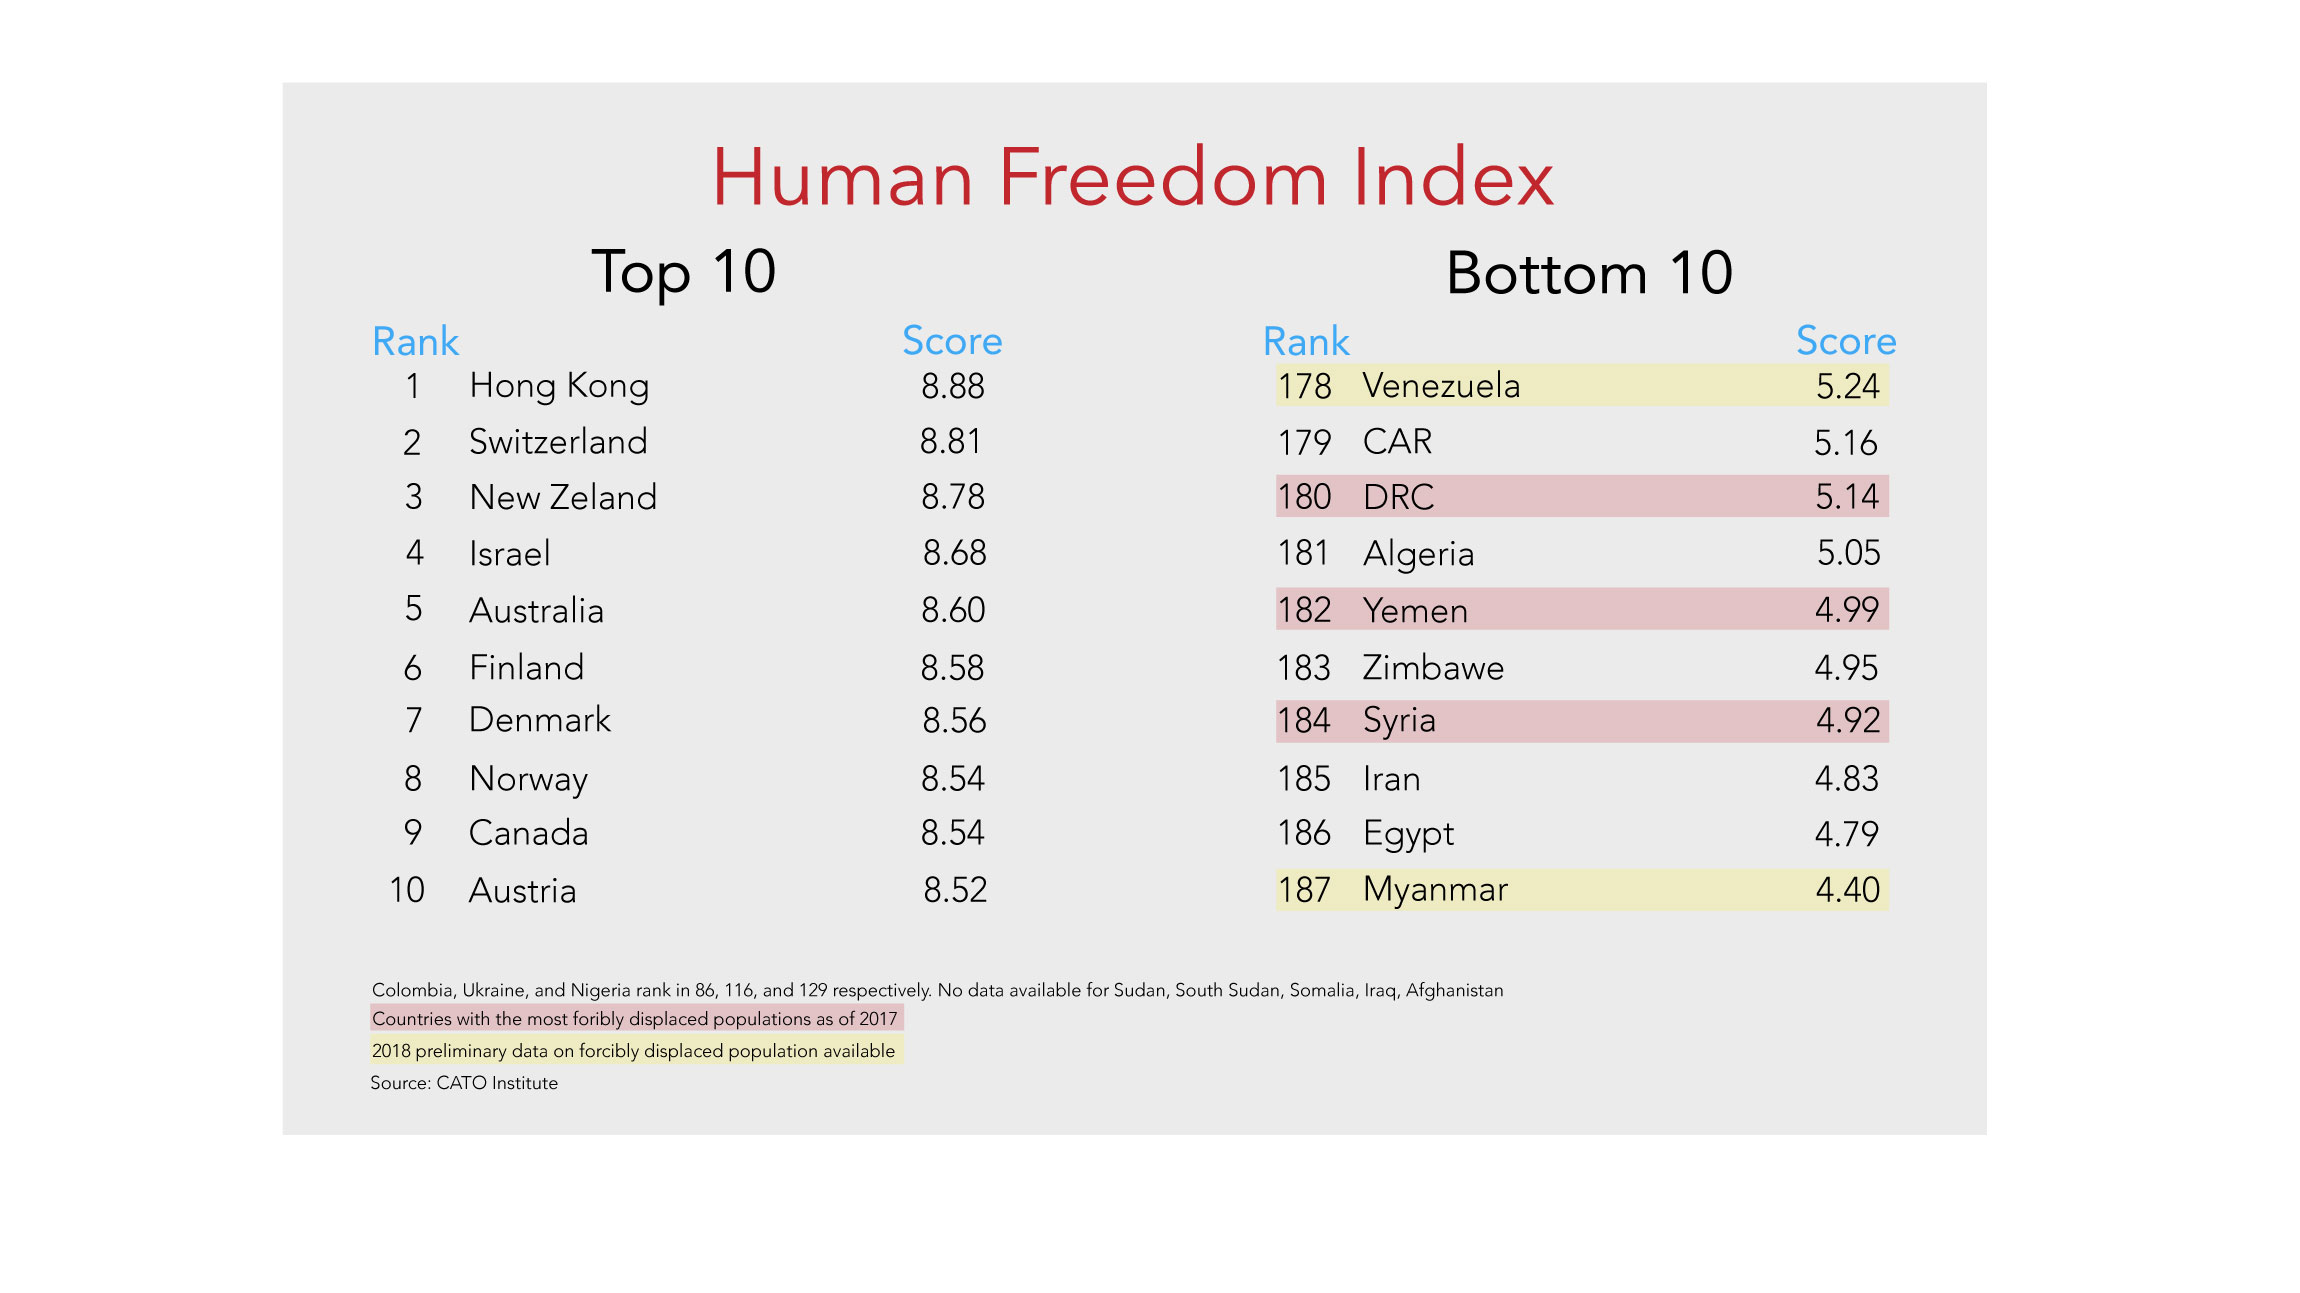 Human Freedom Index
Top 10
Rank Score
1 Hong Kong 8.88
2 Switzerland 8.81
3 New Zeland 8.78
4 Israel 8.68
5 Australia 8.60
6 Finland 8.58
7 Denmark 8.56
8 Norway 8.54
9 Canada 8.54
10 Austria 8.52
Bottom 10
Rank Score
178 Venezuela 5.24
179 CAR 5.16
180 DRC 5.14
181 Algeria 5.05
182 Yemen 4.99
183 Zimbawe 4.95
184 Syria 4.92
185 Iran 4.83
186 Egypt 4.79
187 Myanmar 4.40
Colombia, Ukraine, and Nigeria rank in 86, 116, and 129 respectively. No data available for Sudan, South Sudan, Somalia, Iraq, Afghanistan
Countries with the most foribly displaced populations as of 2017
2018 preliminary data on forcibly displaced population available
Source: CATO Institute